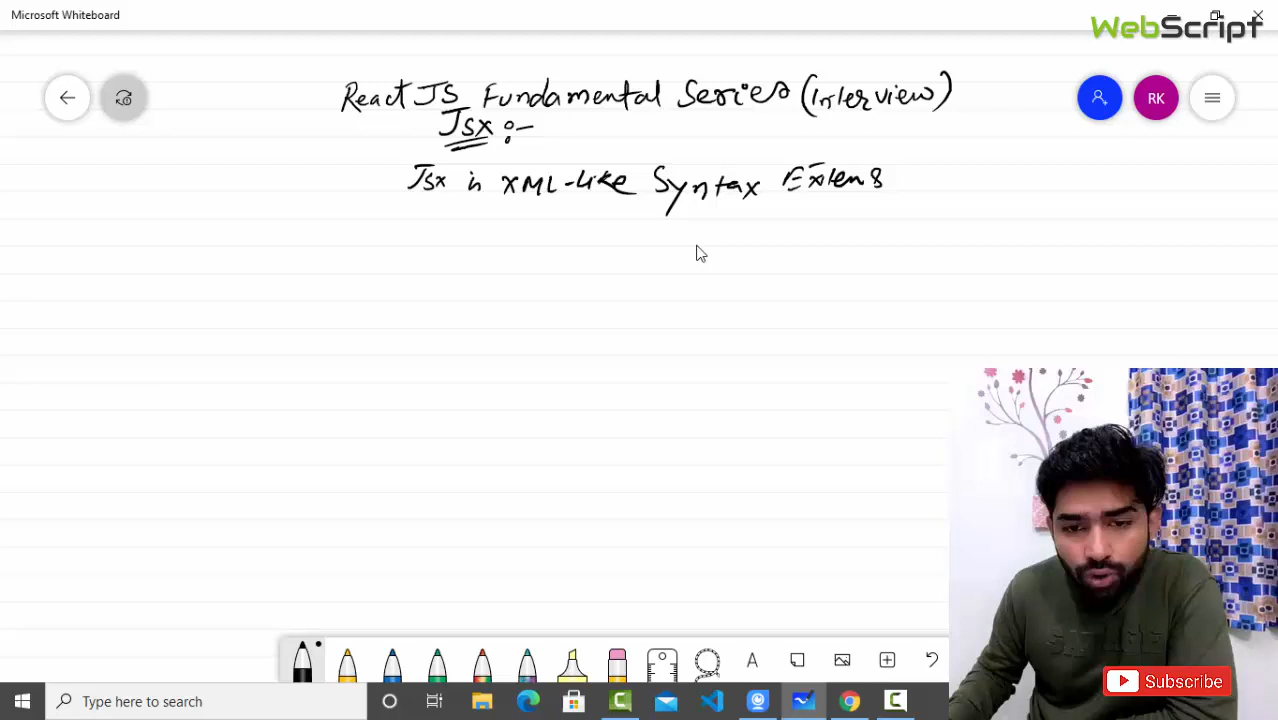 Microsoft Whiteboard
WebScript
React JS Fundamental Series (Interview)
RK
JSX :-
JSX is XML-like Syntax Extens
A
Type here to search
Subscribe